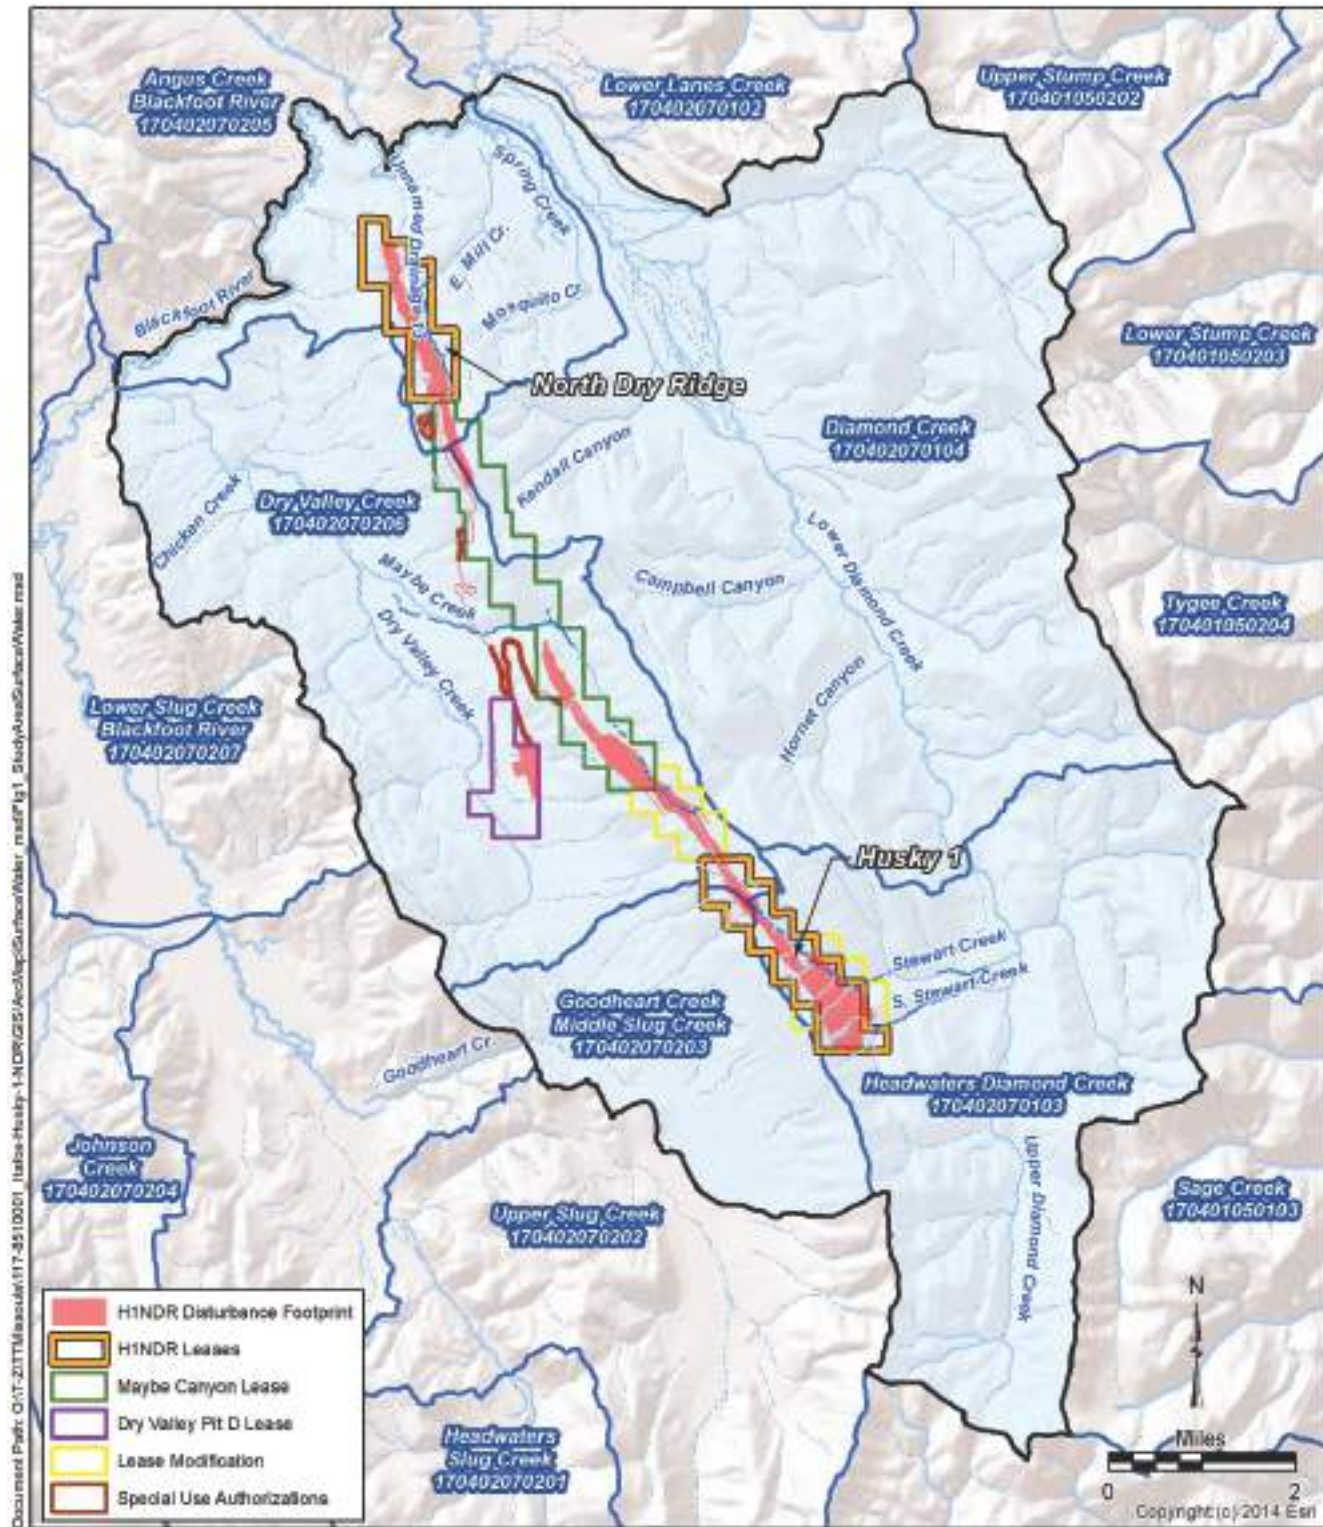 Angus Creek
Blackfoot River
170402070205
Lower Lanes Creek
170402070102
Upper Stump Creek
170401050202
Unnamed Drainage 13
Spring Creek
E. Mill Cr.
Mosquito Cr.
Blackfoot River
Lower Stump Creek
170401050203
North Dry Ridge
Diamond Creek
170402070104
Kendall Canyon
Chicken Creek
Dry Valley Creek
170402070206
Lower Diamond Creek
Campbell Canyon
Maybe Creek
Tygee Creek
170401050204
Dry Valley Creek
Hornet Canyon
Lower Slug Creek
Blackfoot River
170402070207
Husky 1
Stewart Creek
S. Stewart Creek
Goodheart Creek
Middle Slug Creek
170402070203
Goodheart Cr.
Headwaters Diamond Creek
170402070103
Upper Diamond Creek
Johnson
Creek
170402070204
Sage Creek
170401050103
Upper Slug Creek
170402070202
Headwaters
Slug Creek
170402070201
H1NDR Disturbance Footprint
H1NDR Leases
Maybe Canyon Lease
Dry Valley Pit D Lease
Lease Modification
Special Use Authorizations
N
Miles
0 2
Copyright:(c) 2014 Esri